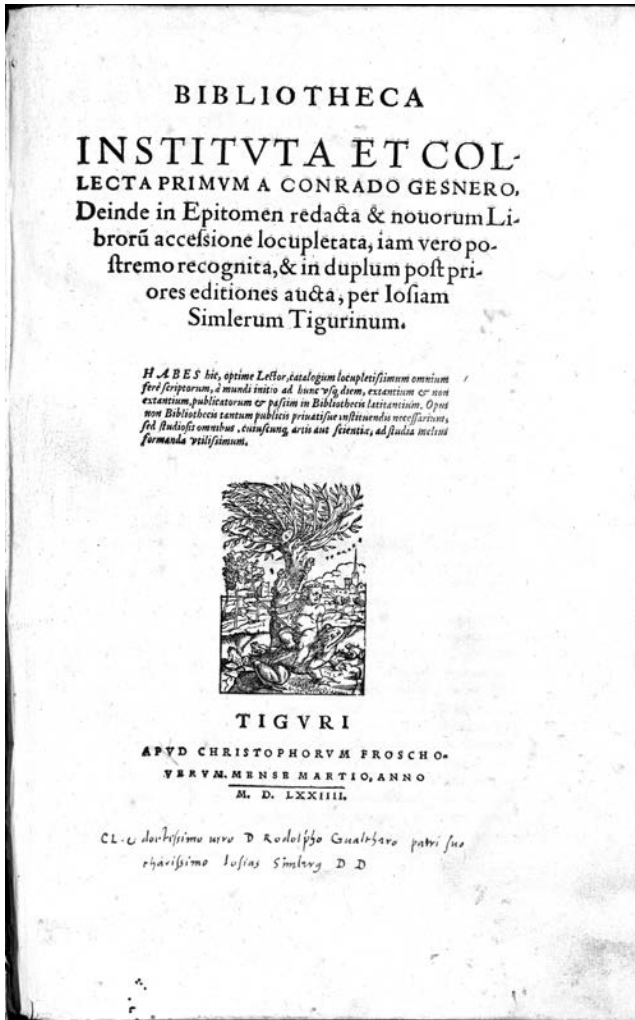 BIBLIOTHECA
INSTITVTA ET COL-
LECTA PRIMVM A CONRADO GESNERO,
Deinde in Epitomen redacta & nouorum Li-
brorũ accessione locupletata, iam vero po-
stremo recognita, & in duplum post pri-
ores editiones aucta, per Iosiam
Simlerum Tigurinum.
HABES hic, optime Lector, catalogum locupletissimum omnium
ferè scriptorum, à mundi initio ad hunc vsq; diem, extantium & non
extantium, publicatorum & passim in Bibliothecis latitantium. Opus
non Bibliothecis tantum publicis priuatisue instituendis necessarium,
sed studiosis omnibus, cuiuscunq; artis aut scientiæ, ad studia melius
formanda vtilissimum.
TIGVRI
APVD CHRISTOPHORVM FROSCHO-
VERVM. MENSE MARTIO, ANNO
M. D. LXXIIII.
CL. doctissimo uiro D Rodolpho Gualthero patri suo
charissimo Iosias Simlerus D D